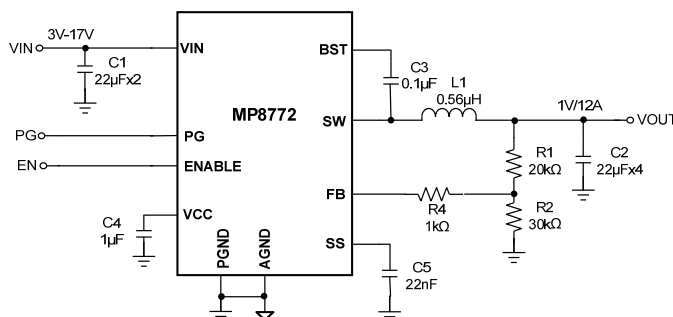 3V-17V
VIN
VIN
BST
C1
22µFx2
C3
0.1µF
L1
0.56µH
MP8772
SW
1V/12A
VOUT
PG
PG
R1
20kΩ
C2
22µFx4
EN
ENABLE
FB
R4
1kΩ
R2
30kΩ
VCC
C4
1µF
PGND
AGND
SS
C5
22nF